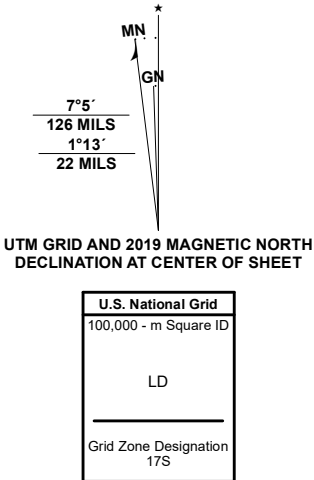 ★
MN
GN
7°5´
126 MILS
1°13´
22 MILS
UTM GRID AND 2019 MAGNETIC NORTH
DECLINATION AT CENTER OF SHEET
U.S. National Grid
100,000 - m Square ID
LD
Grid Zone Designation
17S